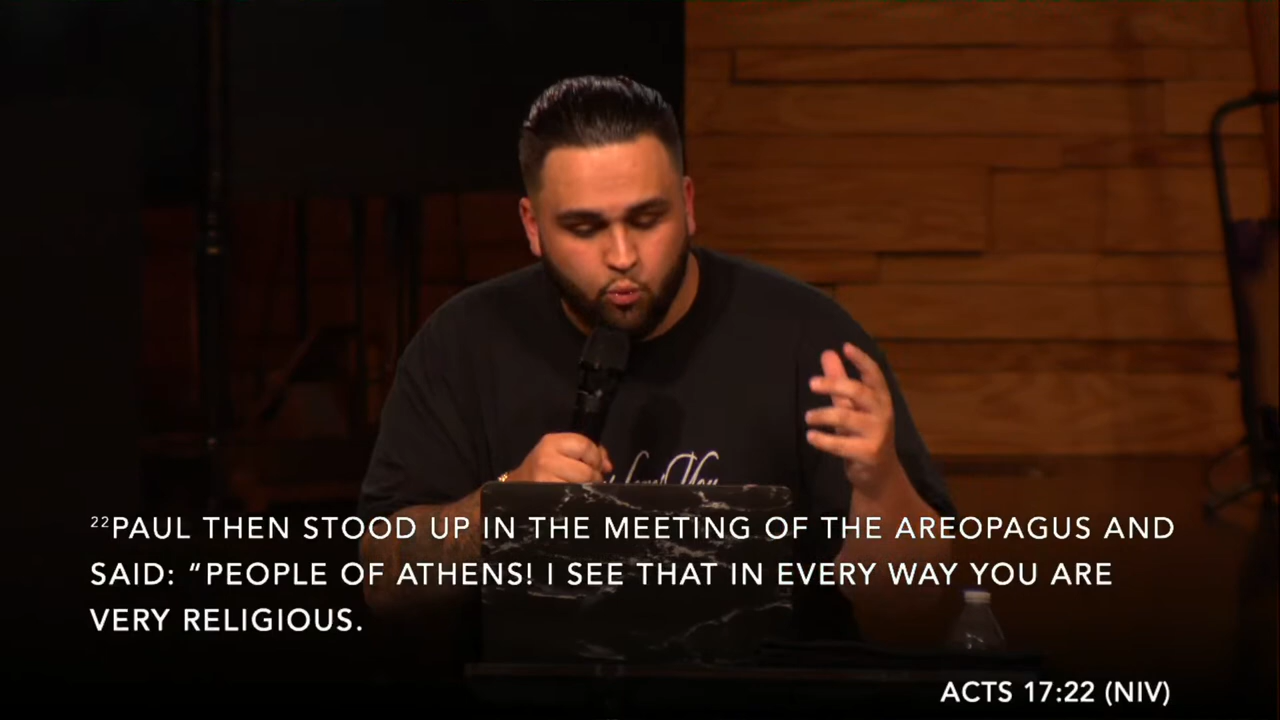 You
²²PAUL THEN STOOD UP IN THE MEETING OF THE AREOPAGUS AND
SAID: “PEOPLE OF ATHENS! I SEE THAT IN EVERY WAY YOU ARE
VERY RELIGIOUS.
ACTS 17:22 (NIV)